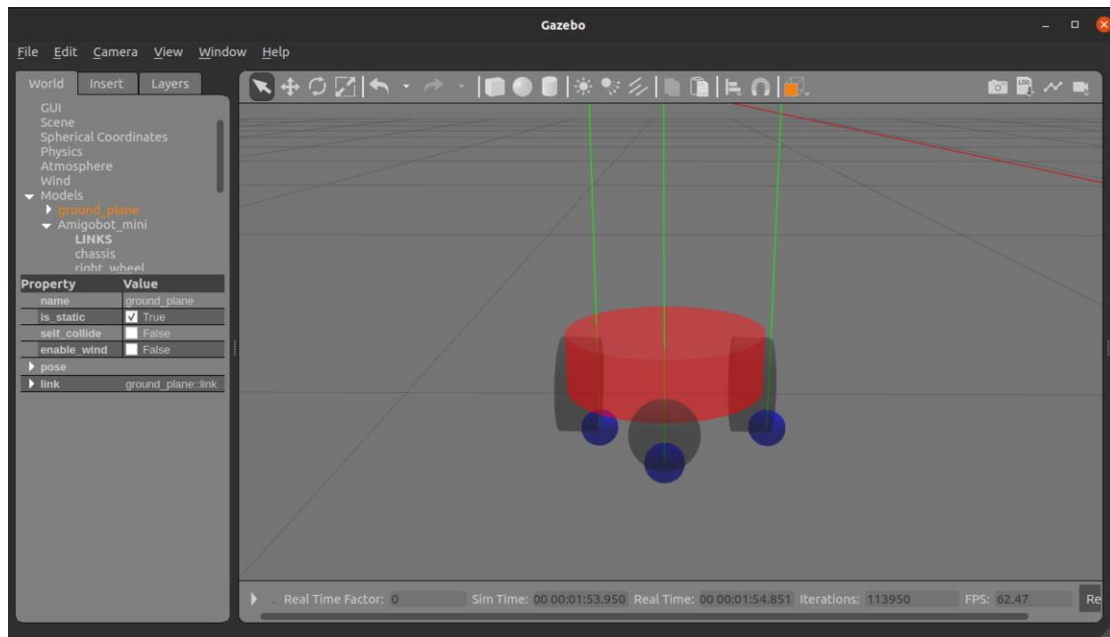 Gazebo
File Edit Camera View Window Help
World Insert Layers
GUI
Scene
Spherical Coordinates
Physics
Atmosphere
Wind
Models
ground_plane
Amigobot_mini
LINKS
chassis
right_wheel
Property Value
name ground_plane
is_static True
self_collide False
enable_wind False
pose
link ground_plane::link
LOG
Real Time Factor: 0 Sim Time: 00 00:01:53.950 Real Time: 00 00:01:54.851 Iterations: 113950 FPS: 62.47 Re